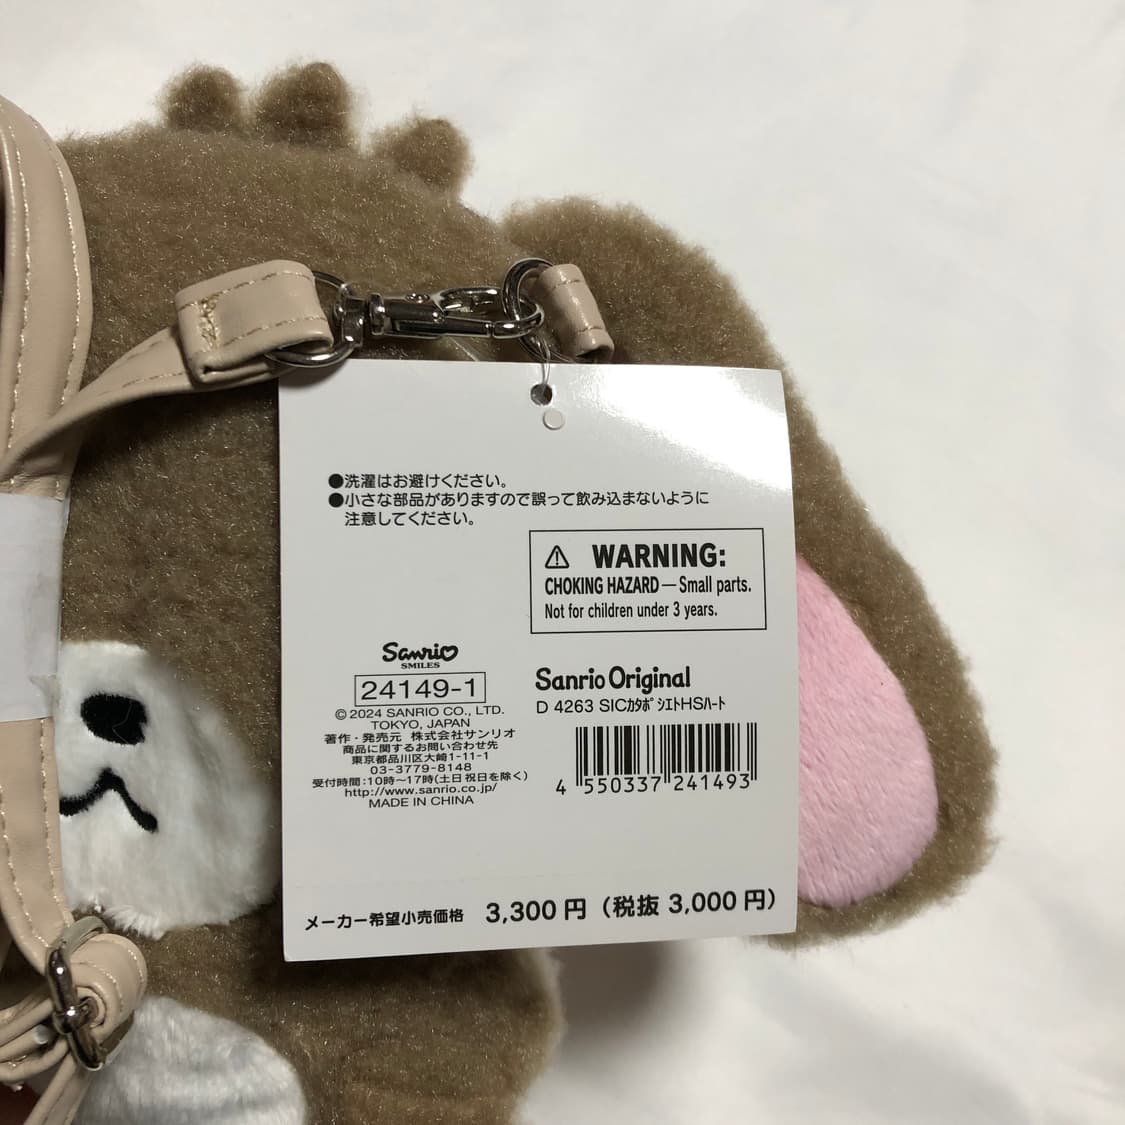 ●洗濯はお避けください。
●小さな部品がありますので誤って飲み込まないように
注意してください。
⚠ WARNING:
CHOKING HAZARD — Small parts.
Not for children under 3 years.
Sanrio
SMILES
24149-1
© 2024 SANRIO CO., LTD.
TOKYO, JAPAN
著作・発売元 株式会社サンリオ
商品に関するお問い合わせ先
東京都品川区大崎1-11-1
03-3779-8148
受付時間：10時〜17時(土日祝日を除く)
http://www.sanrio.co.jp/
MADE IN CHINA
Sanrio Original
D 4263 SICカタポシエトHSハート
4 550337 241493
メーカー希望小売価格 3,300 円（税抜 3,000 円）